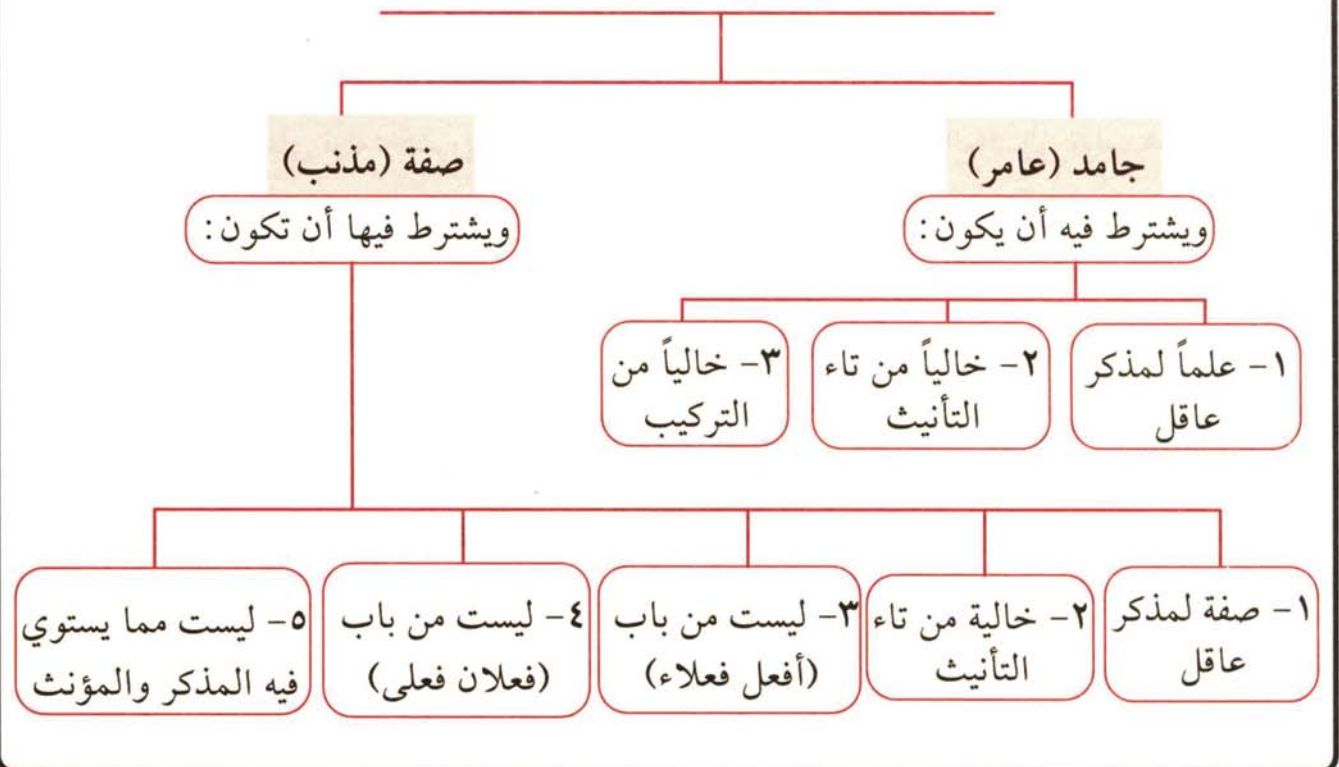 جامد (عامر)
ويشترط فيه أن يكون:
١- علماً لمذكر
عاقل
٢- خالياً من تاء
التأنيث
٣- خالياً من
التركيب
صفة (مذنب)
ويشترط فيها أن تكون:
١- صفة لمذكر
عاقل
٢- خالية من تاء
التأنيث
٣- ليست من باب
(أفعل فعلاء)
٤- ليست من باب
(فعلان فعلى)
٥- ليست مما يستوي
فيه المذكر والمؤنث